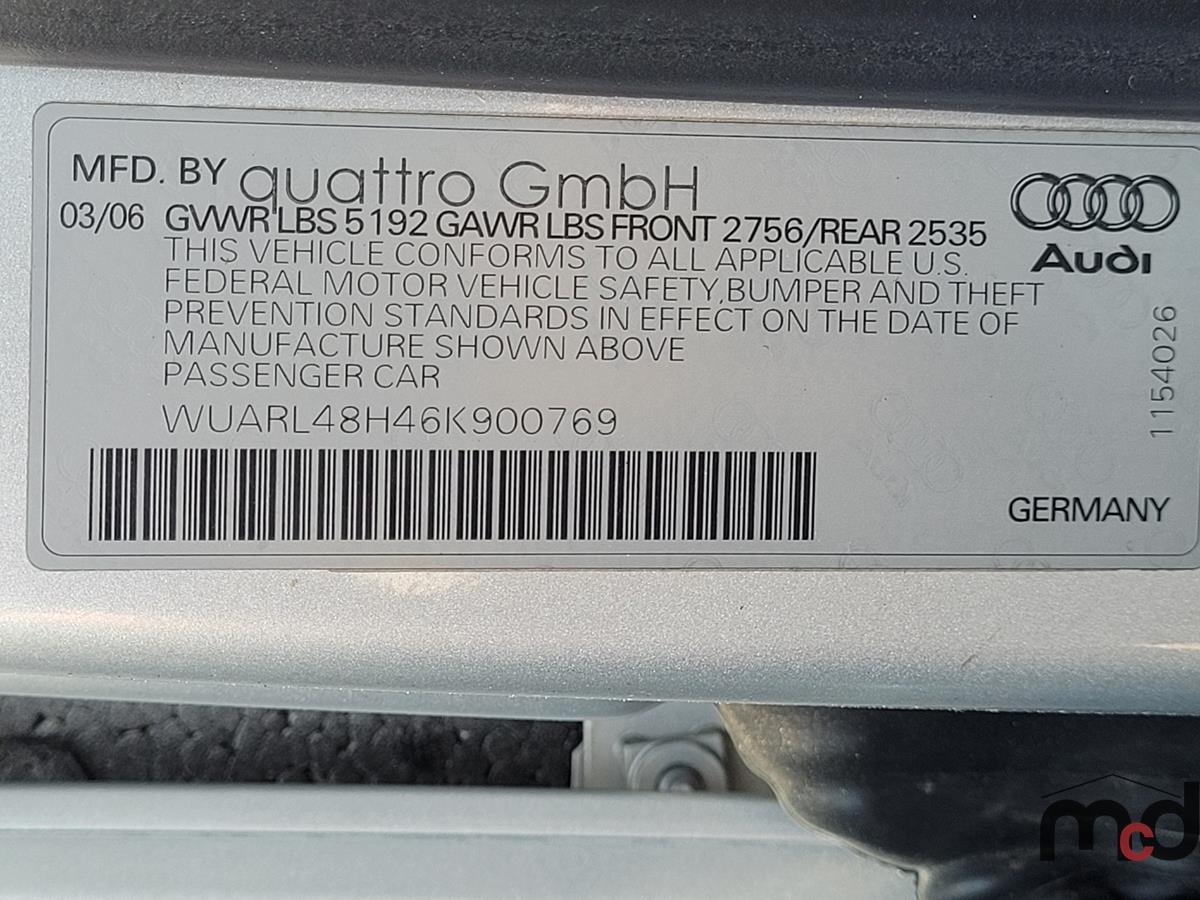 MFD. BY quattro GmbH
03/06 GVWR LBS 5192 GAWR LBS FRONT 2756/REAR 2535
THIS VEHICLE CONFORMS TO ALL APPLICABLE U.S.
FEDERAL MOTOR VEHICLE SAFETY,BUMPER AND THEFT
PREVENTION STANDARDS IN EFFECT ON THE DATE OF
MANUFACTURE SHOWN ABOVE
PASSENGER CAR
WUARL48H46K900769
Audi
1154026
GERMANY
mcd